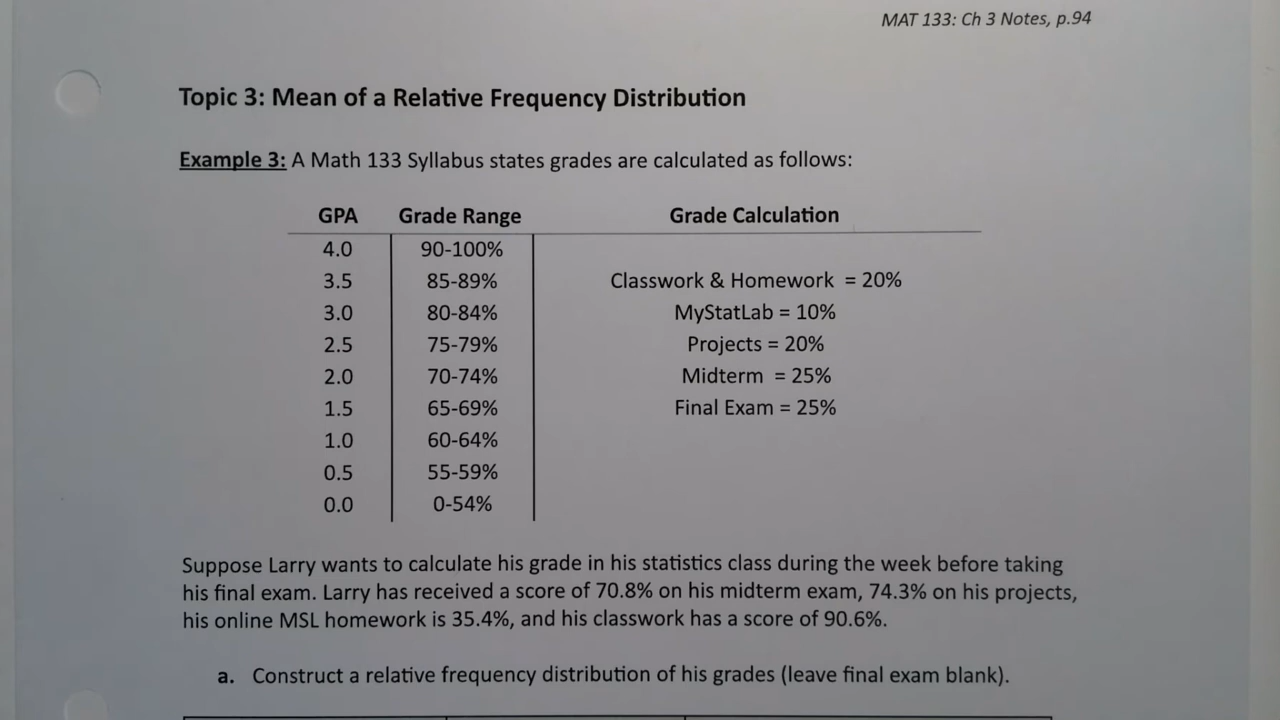 MAT 133: Ch 3 Notes, p.94
Topic 3: Mean of a Relative Frequency Distribution
Example 3: A Math 133 Syllabus states grades are calculated as follows:
GPA Grade Range Grade Calculation
4.0 90-100%
3.5 85-89% Classwork & Homework = 20%
3.0 80-84% MyStatLab = 10%
2.5 75-79% Projects = 20%
2.0 70-74% Midterm = 25%
1.5 65-69% Final Exam = 25%
1.0 60-64%
0.5 55-59%
0.0 0-54%
Suppose Larry wants to calculate his grade in his statistics class during the week before taking
his final exam. Larry has received a score of 70.8% on his midterm exam, 74.3% on his projects,
his online MSL homework is 35.4%, and his classwork has a score of 90.6%.
a. Construct a relative frequency distribution of his grades (leave final exam blank).